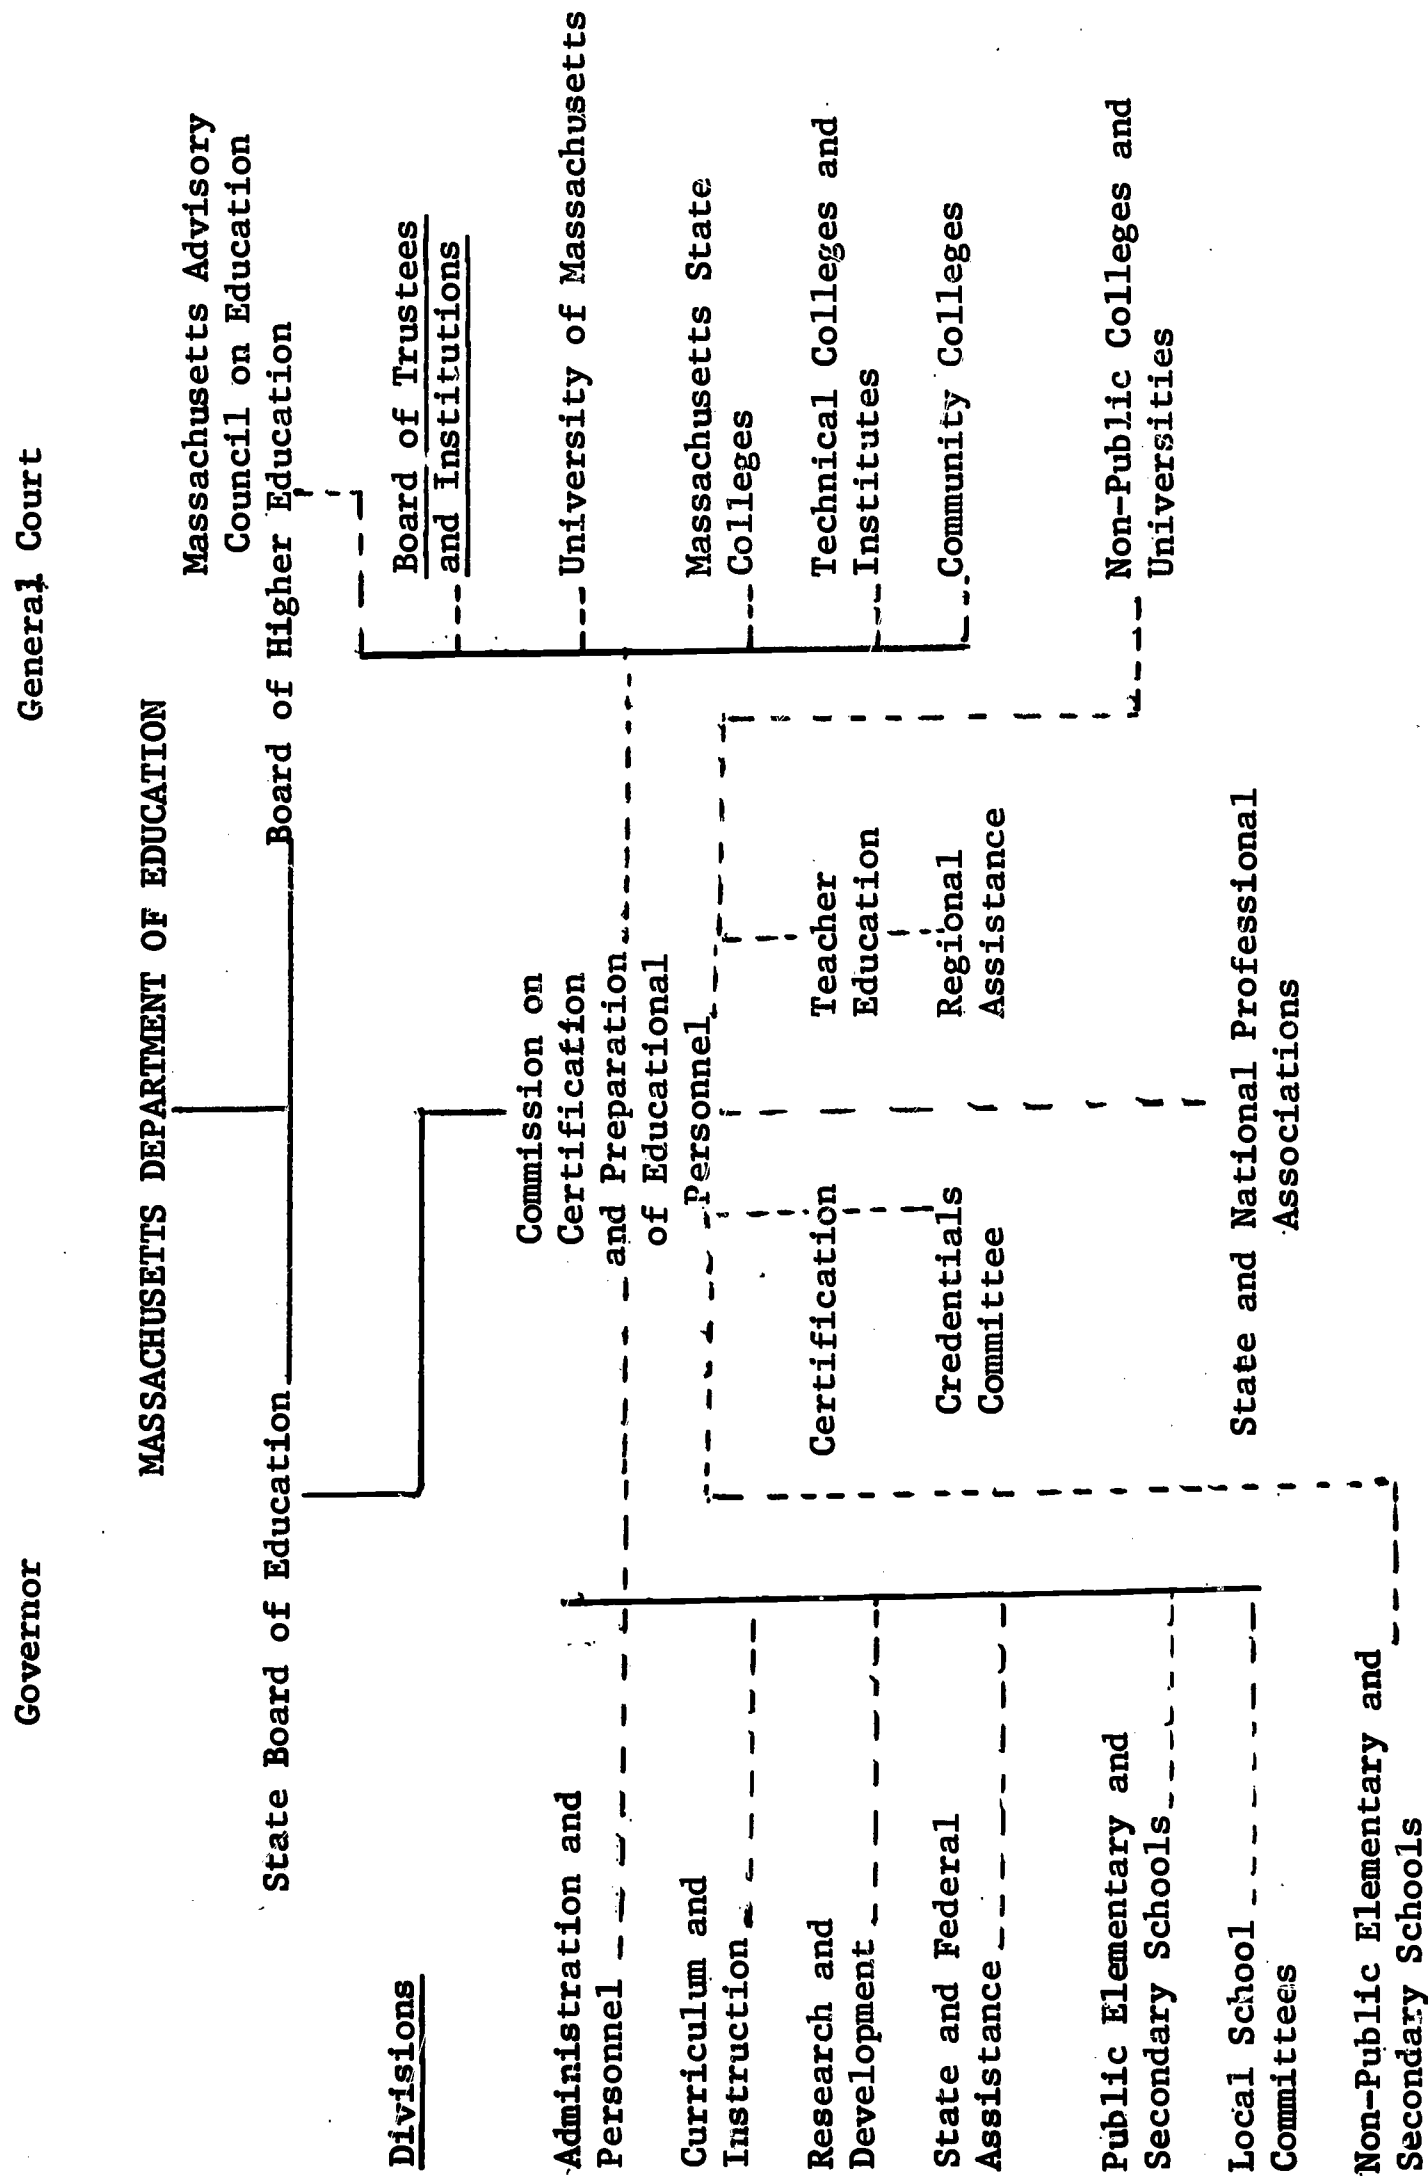 Governor
General Court
MASSACHUSETTS DEPARTMENT OF EDUCATION
Massachusetts Advisory
Council on Education
State Board of Education
Board of Higher Education
Divisions
Administration and
Personnel
Curriculum and
Instruction
Research and
Development
State and Federal
Assistance
Public Elementary and
Secondary Schools
Local School
Committees
Non-Public Elementary and
Secondary Schools
Commission on
Certification
and Preparation
of Educational
Personnel
Certification
Credentials
Committee
Teacher
Education
Regional
Assistance
State and National Professional
Associations
Board of Trustees
and Institutions
University of Massachusetts
Massachusetts State
Colleges
Technical Colleges and
Institutes
Community Colleges
Non-Public Colleges and
Universities